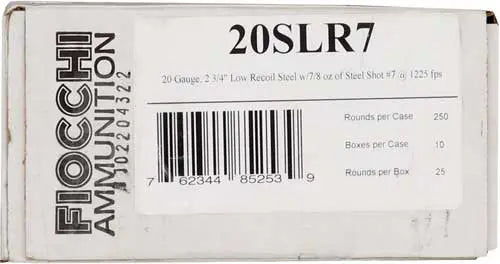 20SLR7
20 Gauge, 2 3/4" Low Recoil Steel w/7/8 oz of Steel Shot #7 @ 1225 fps
Rounds per Case 250
Boxes per Case 10
Rounds per Box 25
7 62344 85253 9
FIOCCHI
AMMUNITION